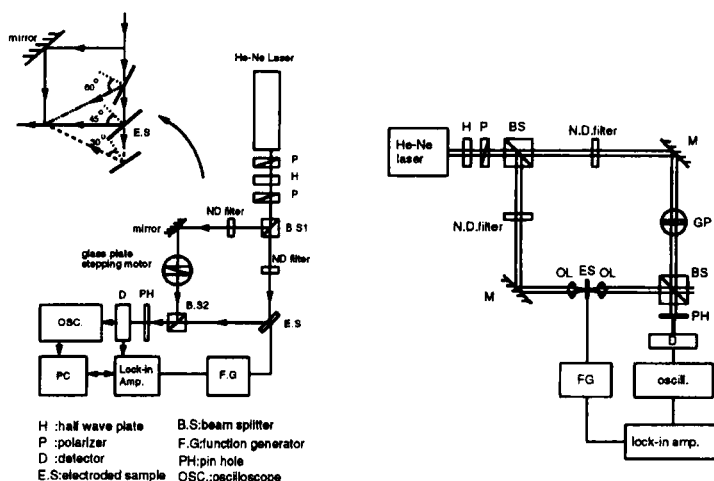 mirror
60°
45°
30°
E.S
He-Ne Laser
P
H
P
ND filter
B.S1
mirror
glass plate
stepping motor
ND filter
B.S2
D
PH
OSC.
E.S
PC
Lock-in
Amp.
F.G
H :half wave plate
P :polarizer
D :detector
E.S:electroded sample
B.S:beam splitter
F.G:function generator
PH:pin hole
OSC.:oscilloscope
He-Ne
laser
H
P
BS
N.D.filter
M
N.D.filter
GP
OL
ES
OL
BS
M
PH
FG
oscill.
lock-in amp.